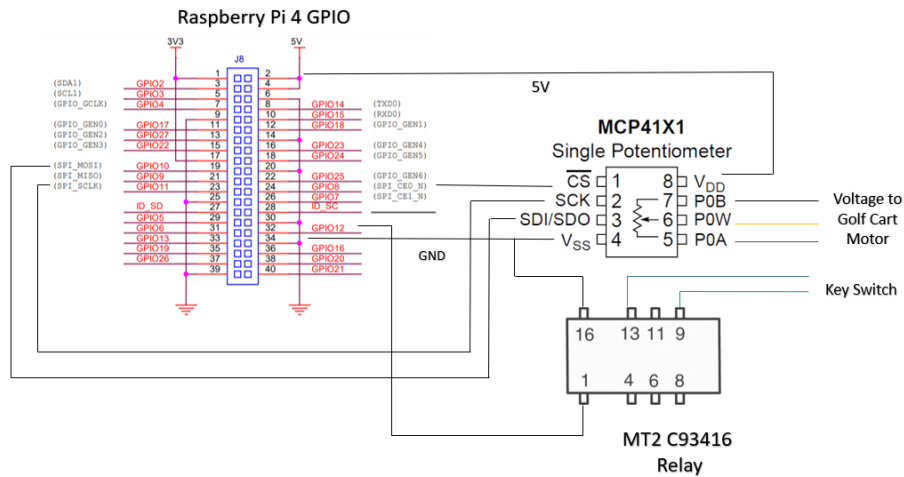 Raspberry Pi 4 GPIO
3V3
5V
J8
1 2
(SDA1) GPIO2 3 4
(SCL1) GPIO3 5 6
(GPIO_GCLK) GPIO4 7 8 GPIO14 (TXD0)
9 10 GPIO15 (RXD0)
(GPIO_GEN0) GPIO17 11 12 GPIO18 (GPIO_GEN1)
(GPIO_GEN2) GPIO27 13 14
(GPIO_GEN3) GPIO22 15 16 GPIO23 (GPIO_GEN4)
17 18 GPIO24 (GPIO_GEN5)
(SPI_MOSI) GPIO10 19 20
(SPI_MISO) GPIO9 21 22 GPIO25 (GPIO_GEN6)
(SPI_SCLK) GPIO11 23 24 GPIO8 (SPI_CE0_N)
25 26 GPIO7 (SPI_CE1_N)
ID_SD 27 28 ID_SC
GPIO5 29 30
GPIO6 31 32 GPIO12
GPIO13 33 34
GPIO19 35 36 GPIO16
GPIO26 37 38 GPIO20
39 40 GPIO21
5V
GND
MCP41X1
Single Potentiometer
CS 1 8 VDD
SCK 2 7 P0B
SDI/SDO 3 6 P0W
VSS 4 5 P0A
Voltage to
Golf Cart
Motor
Key Switch
16 13 11 9
1 4 6 8
MT2 C93416
Relay